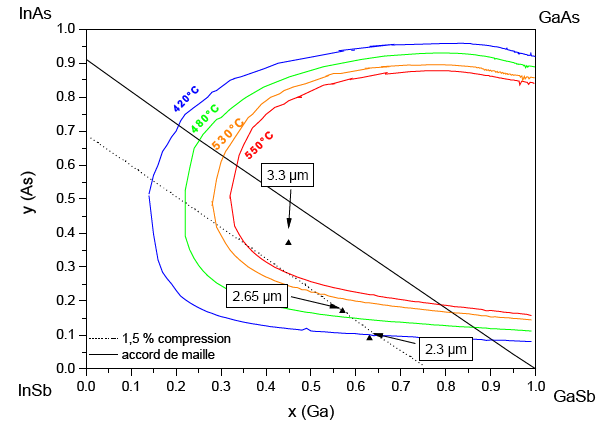 InAs
GaAs
1.0
0.9
0.8
0.7
0.6
0.5
0.4
0.3
0.2
0.1
0.0
y (As)
420°C
480°C
530°C
550°C
3.3 µm
2.65 µm
2.3 µm
1,5 % compression
accord de maille
0.0 0.1 0.2 0.3 0.4 0.5 0.6 0.7 0.8 0.9 1.0
InSb
GaSb
x (Ga)